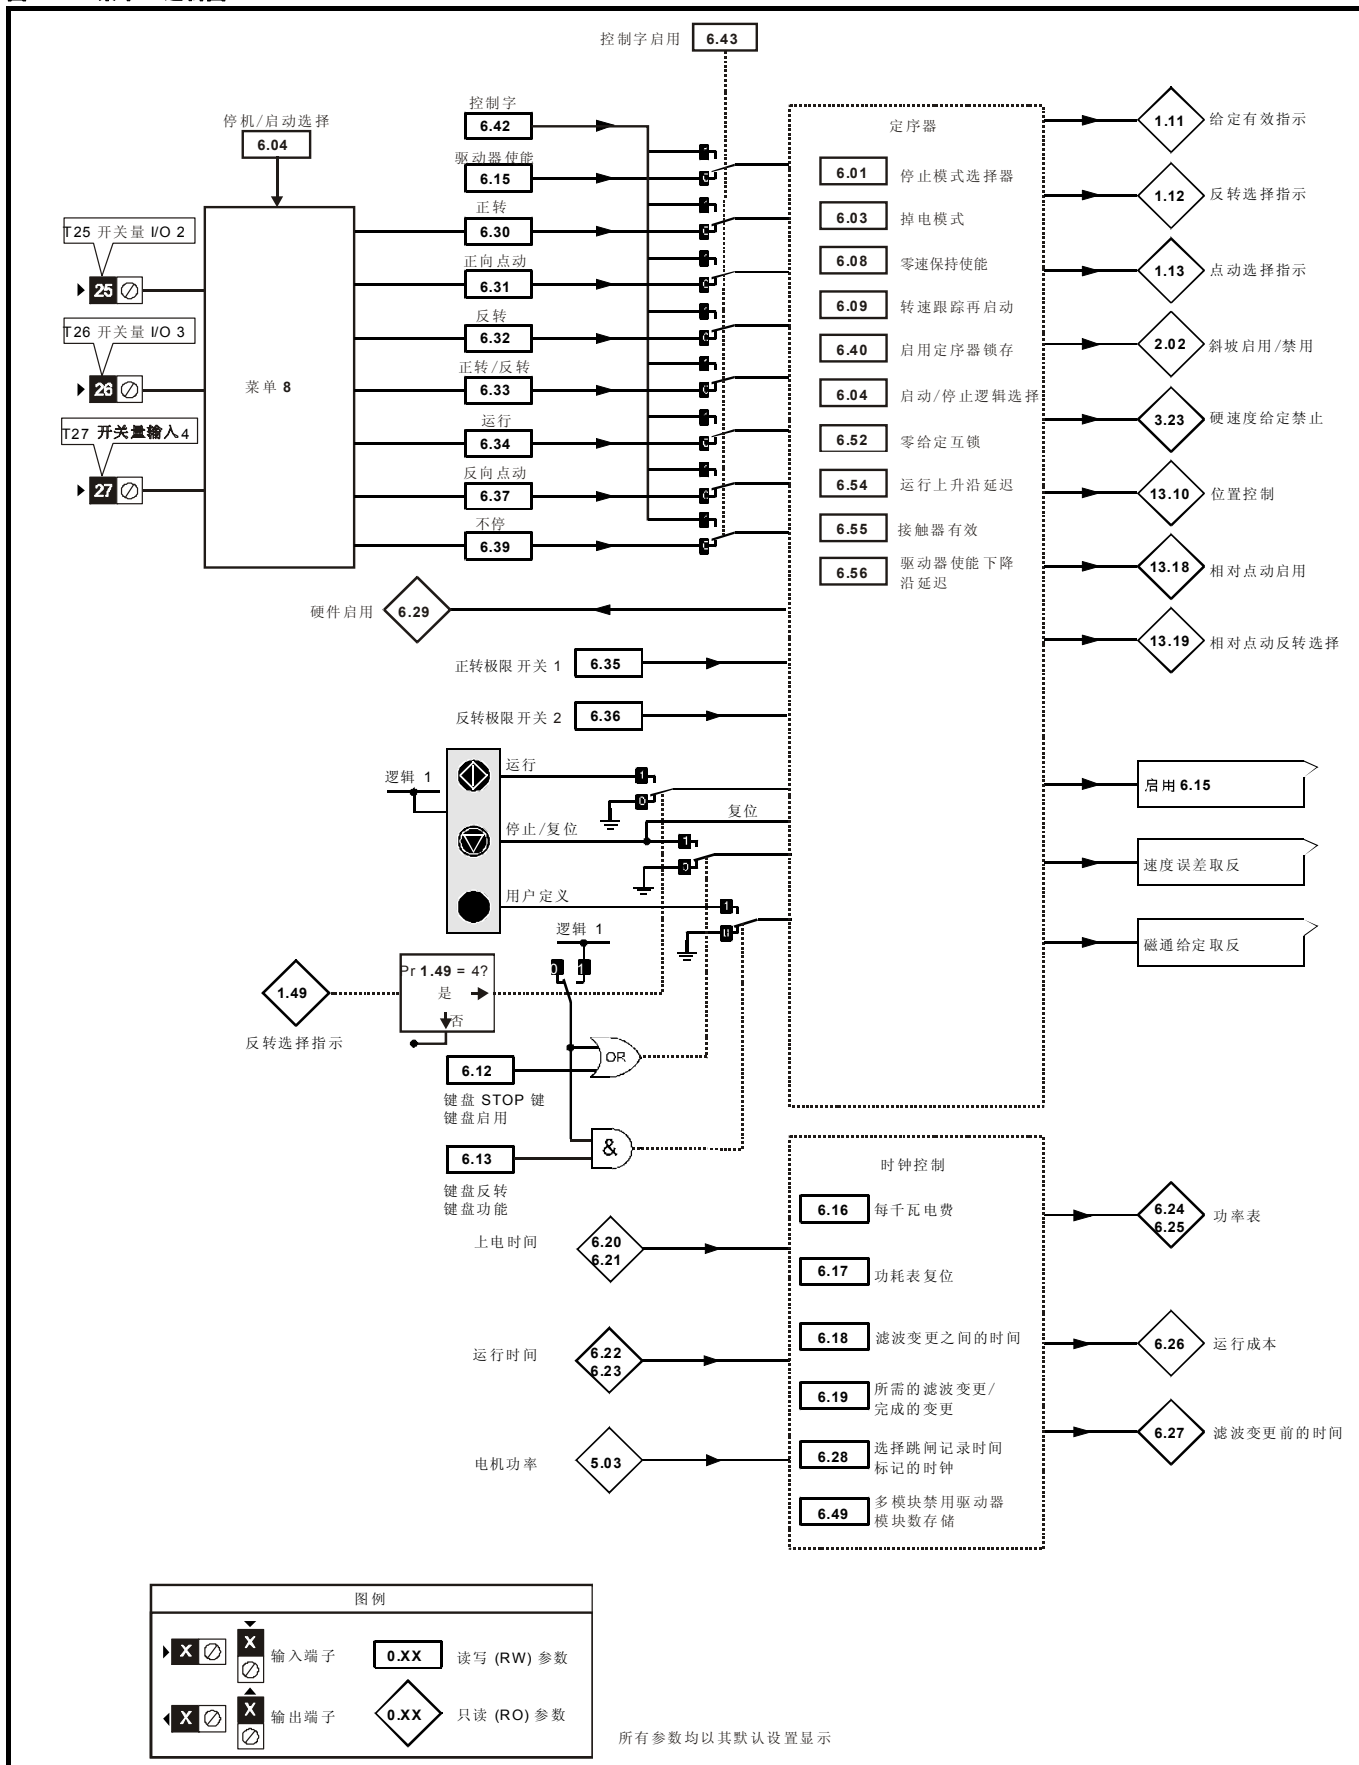 控制字启用 6.43
停机/启动选择
6.04
控制字
6.42
驱动器使能
6.15
正转
6.30
正向点动
6.31
反转
6.32
正转/反转
6.33
运行
6.34
反向点动
6.37
不停
6.39
T25 开关量 I/O 2
25
T26 开关量 I/O 3
26
T27 开关量输入4
27
菜单 8
定序器
6.01 停止模式选择器
6.03 掉电模式
6.08 零速保持使能
6.09 转速跟踪再启动
6.40 启用定序器锁存
6.04 启动/停止逻辑选择
6.52 零给定互锁
6.54 运行上升沿延迟
6.55 接触器有效
6.56 驱动器使能下降
沿延迟
1.11 给定有效指示
1.12 反转选择指示
1.13 点动选择指示
2.02 斜坡启用/禁用
3.23 硬速度给定禁止
13.10 位置控制
13.18 相对点动启用
13.19 相对点动反转选择
硬件启用 6.29
正转极限开关 1 6.35
反转极限开关 2 6.36
逻辑 1
运行
1
0
停止/复位
复位
1
0
用户定义
1
0
启用 6.15
速度误差取反
磁通给定取反
逻辑 1
0 1
1.49
反转选择指示
Pr 1.49 = 4?
是
否
OR
6.12
键盘 STOP 键
键盘启用
&
6.13
键盘反转
键盘功能
时钟控制
6.16 每千瓦电费
6.17 功耗表复位
6.18 滤波变更之间的时间
6.19 所需的滤波变更/
完成的变更
6.28 选择跳闸记录时间
标记的时钟
6.49 多模块禁用驱动器
模块数存储
上电时间
6.20
6.21
运行时间
6.22
6.23
电机功率 5.03
6.24
6.25
功率表
6.26 运行成本
6.27 滤波变更前的时间
图例
X X 输入端子 0.XX 读写 (RW) 参数
X X 输出端子 0.XX 只读 (RO) 参数
所有参数均以其默认设置显示